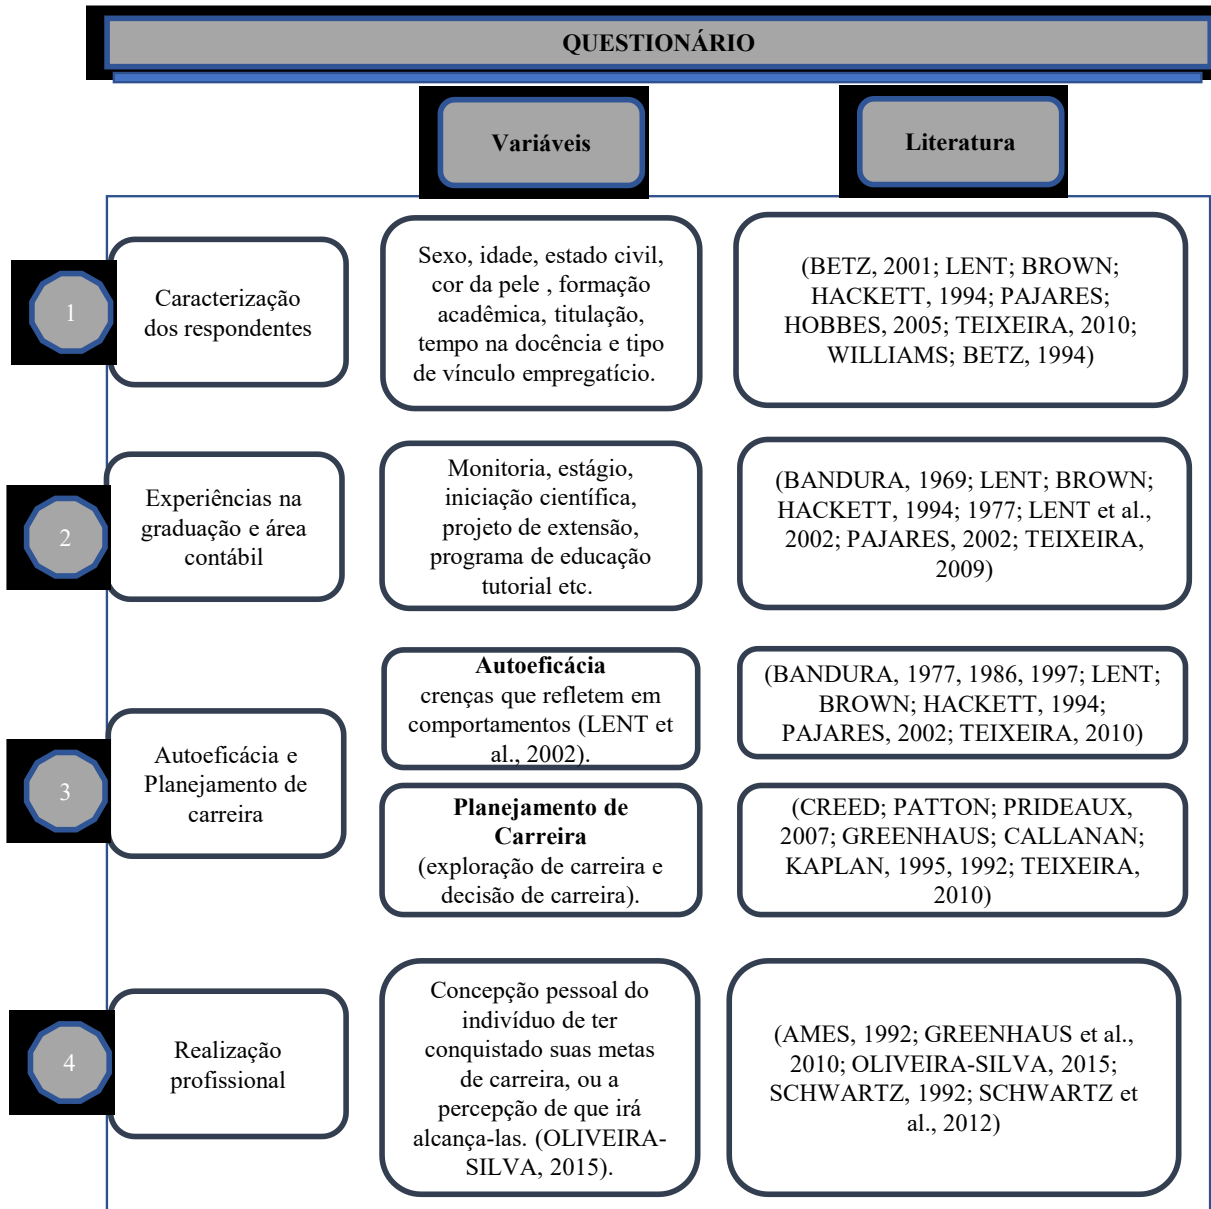 QUESTIONÁRIO
Variáveis
Literatura
1
Caracterização
dos respondentes
Sexo, idade, estado civil,
cor da pele , formação
acadêmica, titulação,
tempo na docência e tipo
de vínculo empregatício.
(BETZ, 2001; LENT; BROWN;
HACKETT, 1994; PAJARES;
HOBBES, 2005; TEIXEIRA, 2010;
WILLIAMS; BETZ, 1994)
2
Experiências na
graduação e área
contábil
Monitoria, estágio,
iniciação científica,
projeto de extensão,
programa de educação
tutorial etc.
(BANDURA, 1969; LENT; BROWN;
HACKETT, 1994; 1977; LENT et al.,
2002; PAJARES, 2002; TEIXEIRA,
2009)
3
Autoeficácia e
Planejamento de
carreira
Autoeficácia
crenças que refletem em
comportamentos (LENT et
al., 2002).
(BANDURA, 1977, 1986, 1997; LENT;
BROWN; HACKETT, 1994;
PAJARES, 2002; TEIXEIRA, 2010)
Planejamento de
Carreira
(exploração de carreira e
decisão de carreira).
(CREED; PATTON; PRIDEAUX,
2007; GREENHAUS; CALLANAN;
KAPLAN, 1995, 1992; TEIXEIRA,
2010)
4
Realização
profissional
Concepção pessoal do
indivíduo de ter
conquistado suas metas
de carreira, ou a
percepção de que irá
alcança-las. (OLIVEIRA-
SILVA, 2015).
(AMES, 1992; GREENHAUS et al.,
2010; OLIVEIRA-SILVA, 2015;
SCHWARTZ, 1992; SCHWARTZ et
al., 2012)